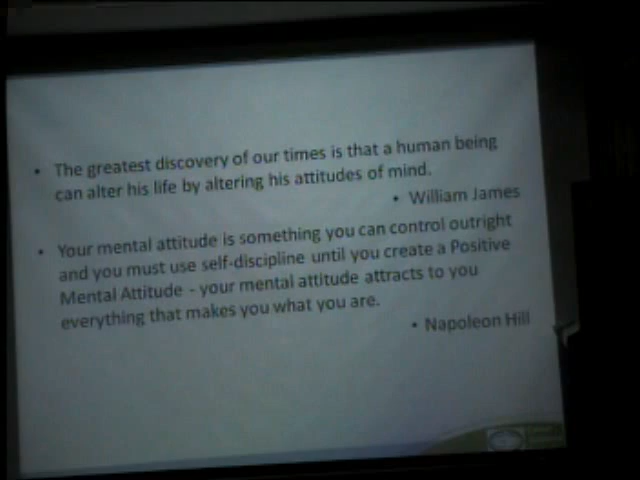 • The greatest discovery of our times is that a human being
can alter his life by altering his attitudes of mind.
• William James
• Your mental attitude is something you can control outright
and you must use self-discipline until you create a Positive
Mental Attitude - your mental attitude attracts to you
everything that makes you what you are.
• Napoleon Hill